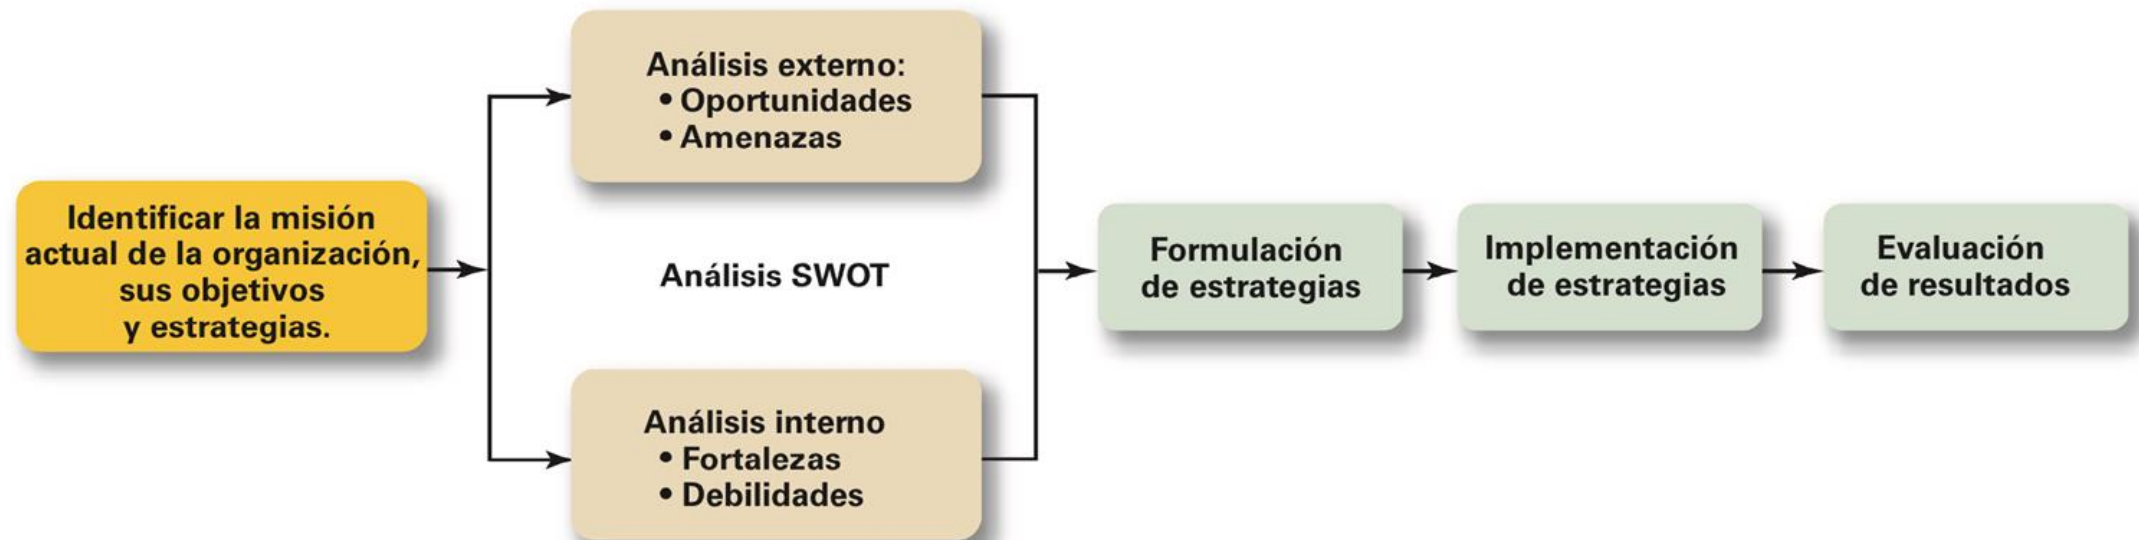 Identificar la misión
actual de la organización,
sus objetivos
y estrategias.
Análisis externo:
• Oportunidades
• Amenazas
Análisis SWOT
Análisis interno
• Fortalezas
• Debilidades
Formulación
de estrategias
Implementación
de estrategias
Evaluación
de resultados